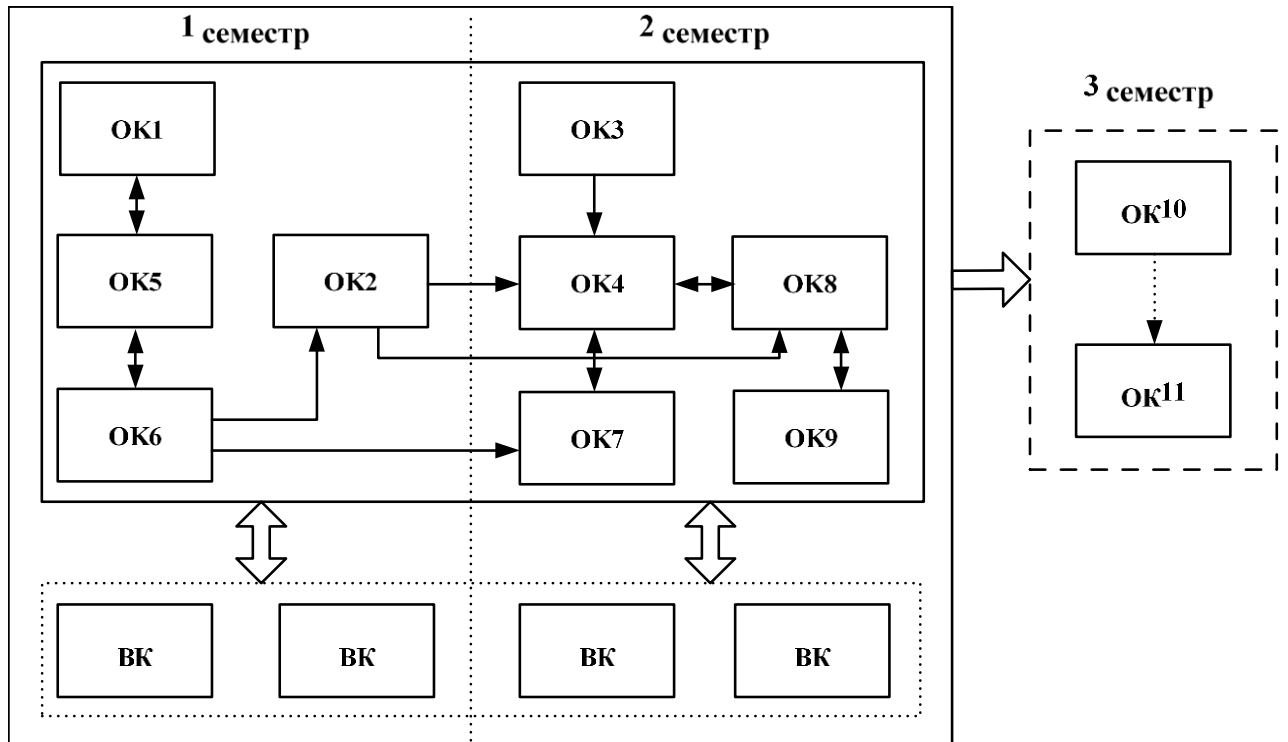 1 семестр
2 семестр
3 семестр
ОК1
ОК3
ОК10
ОК5
ОК2
ОК4
ОК8
ОК11
ОК6
ОК7
ОК9
ВК
ВК
ВК
ВК